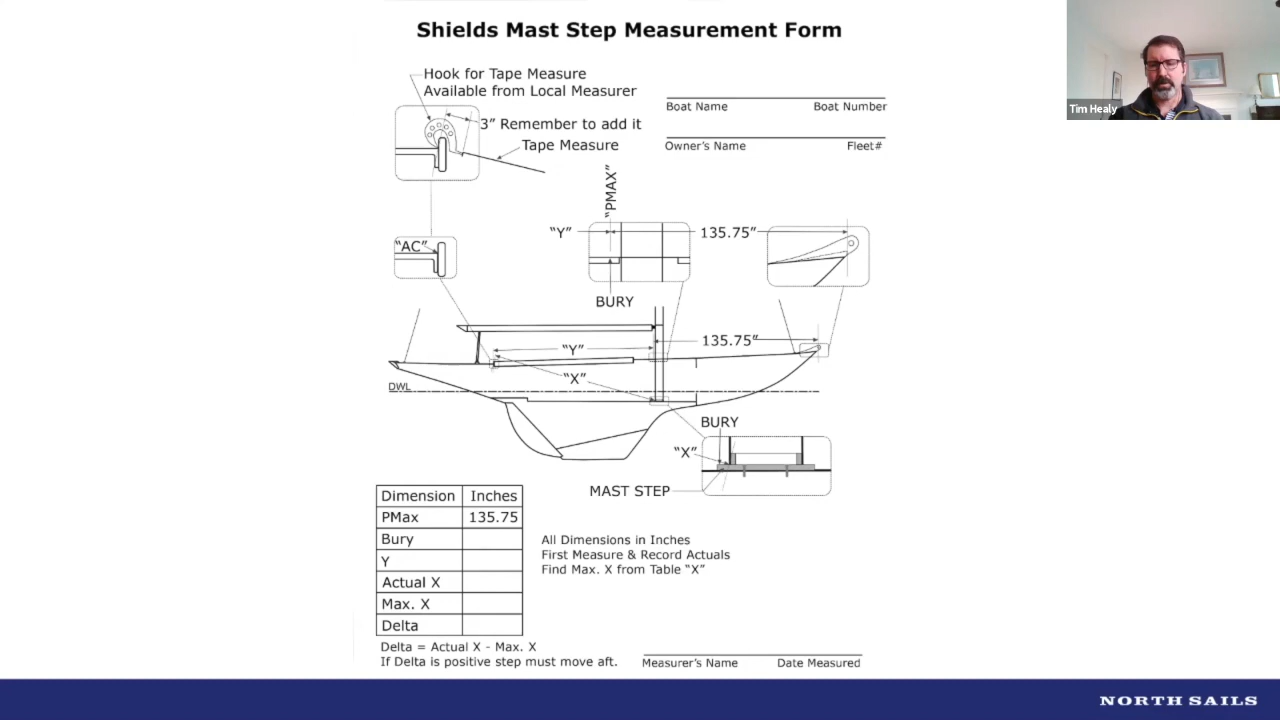 Shields Mast Step Measurement Form
Hook for Tape Measure
Available from Local Measurer
3” Remember to add it
Tape Measure
Boat Name Boat Number
Owner’s Name Fleet#
Tim Healy
“PMAX”
“Y” 135.75”
“AC”
BURY
135.75”
“Y”
“X”
DWL
BURY
“X”
MAST STEP
Dimension Inches
PMax 135.75
Bury
Y
Actual X
Max. X
Delta
All Dimensions in Inches
First Measure & Record Actuals
Find Max. X from Table “X”
Delta = Actual X - Max. X
If Delta is positive step must move aft.
Measurer’s Name Date Measured
NORTH SAILS